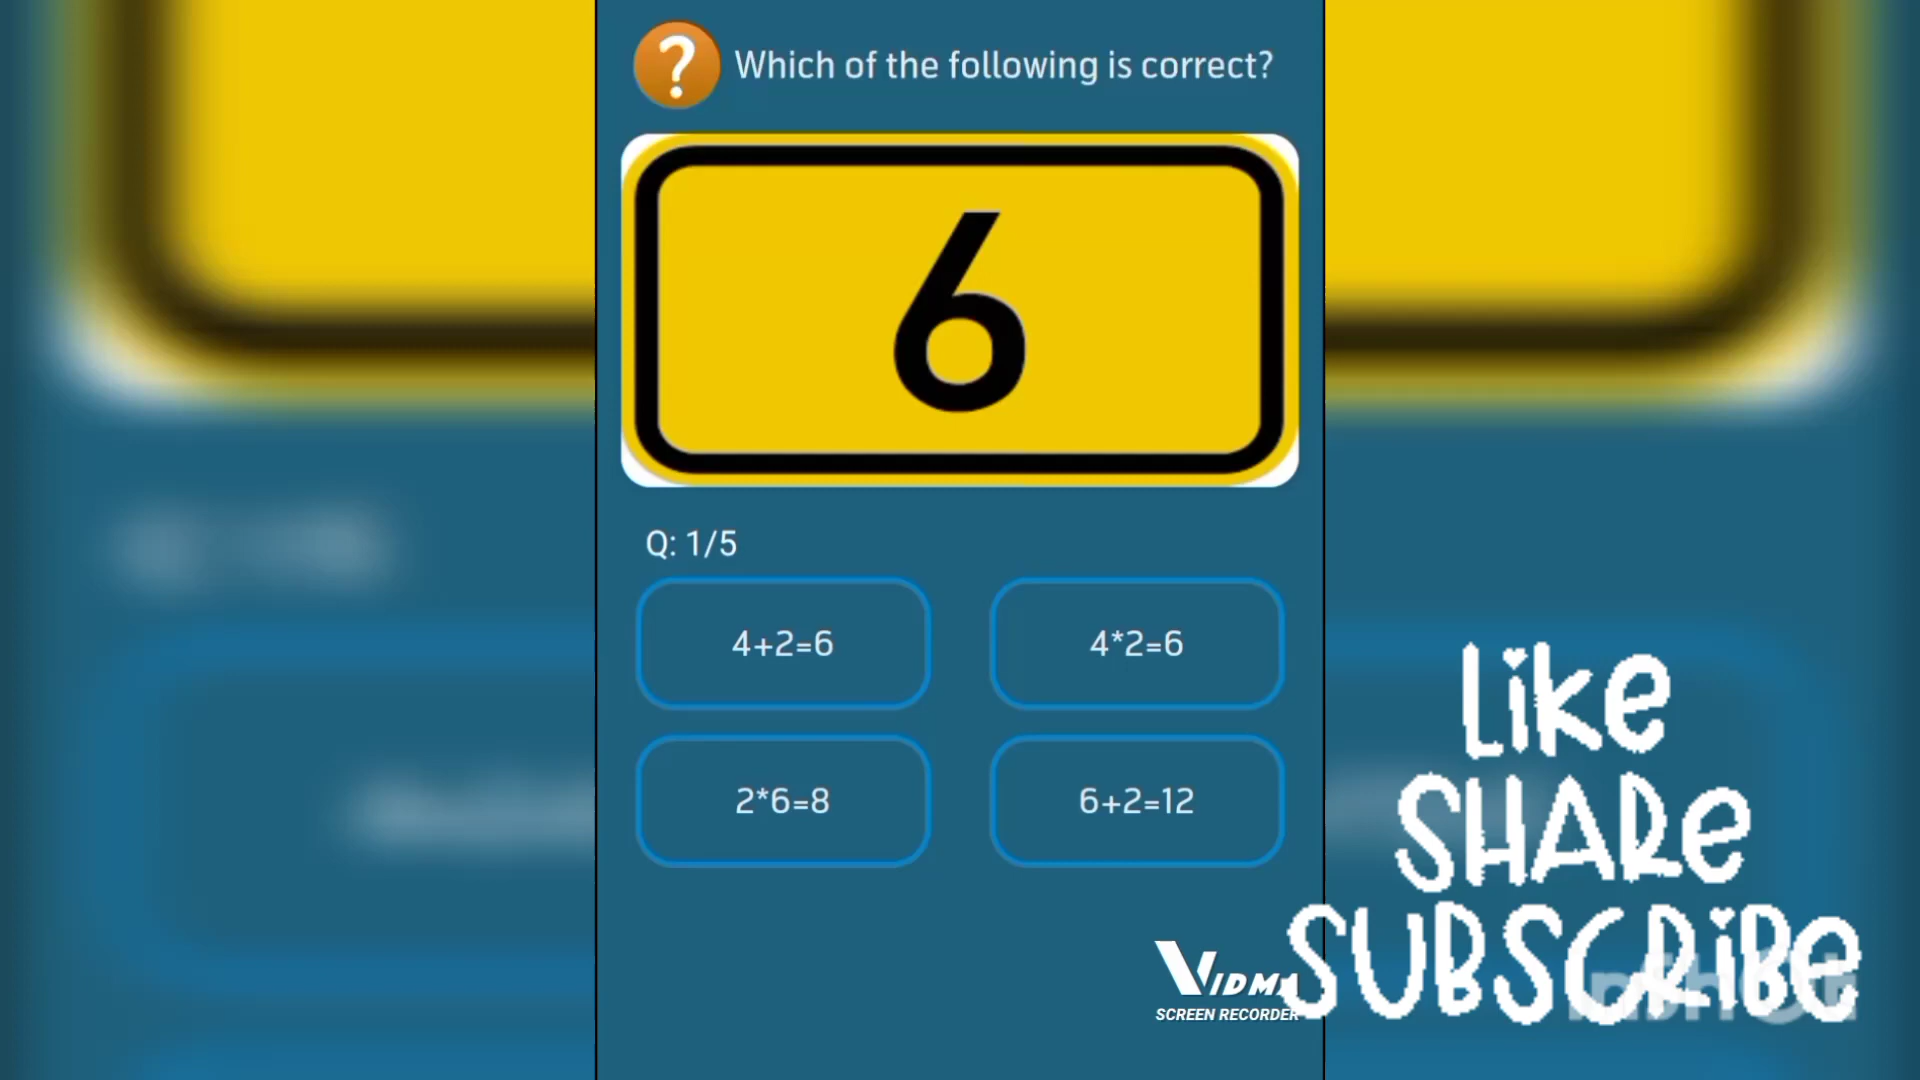 ?
Which of the following is correct?
6
Q: 1/5
4+2=6
4*2=6
2*6=8
6+2=12
LiKe
SHARe
SUBSCRiBe
VIDMA
SCREEN RECORDER